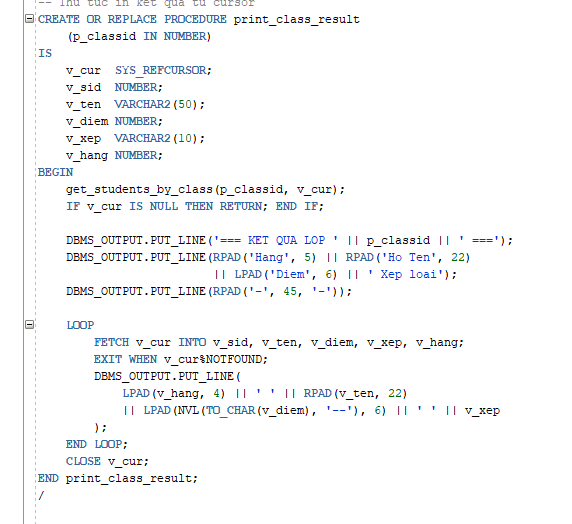 -- Thu tuc in ket qua tu cursor
CREATE OR REPLACE PROCEDURE print_class_result
    (p_classid IN NUMBER)
IS
    v_cur  SYS_REFCURSOR;
    v_sid  NUMBER;
    v_ten  VARCHAR2(50);
    v_diem NUMBER;
    v_xep  VARCHAR2(10);
    v_hang NUMBER;
BEGIN
    get_students_by_class(p_classid, v_cur);
    IF v_cur IS NULL THEN RETURN; END IF;

    DBMS_OUTPUT.PUT_LINE('=== KET QUA LOP ' || p_classid || ' ===');
    DBMS_OUTPUT.PUT_LINE(RPAD('Hang', 5) || RPAD('Ho Ten', 22)
                         || LPAD('Diem', 6) || ' Xep loai');
    DBMS_OUTPUT.PUT_LINE(RPAD('-', 45, '-'));

    LOOP
        FETCH v_cur INTO v_sid, v_ten, v_diem, v_xep, v_hang;
        EXIT WHEN v_cur%NOTFOUND;
        DBMS_OUTPUT.PUT_LINE(
            LPAD(v_hang, 4) || ' ' || RPAD(v_ten, 22)
            || LPAD(NVL(TO_CHAR(v_diem), '--'), 6) || ' ' || v_xep
        );
    END LOOP;
    CLOSE v_cur;
END print_class_result;
/